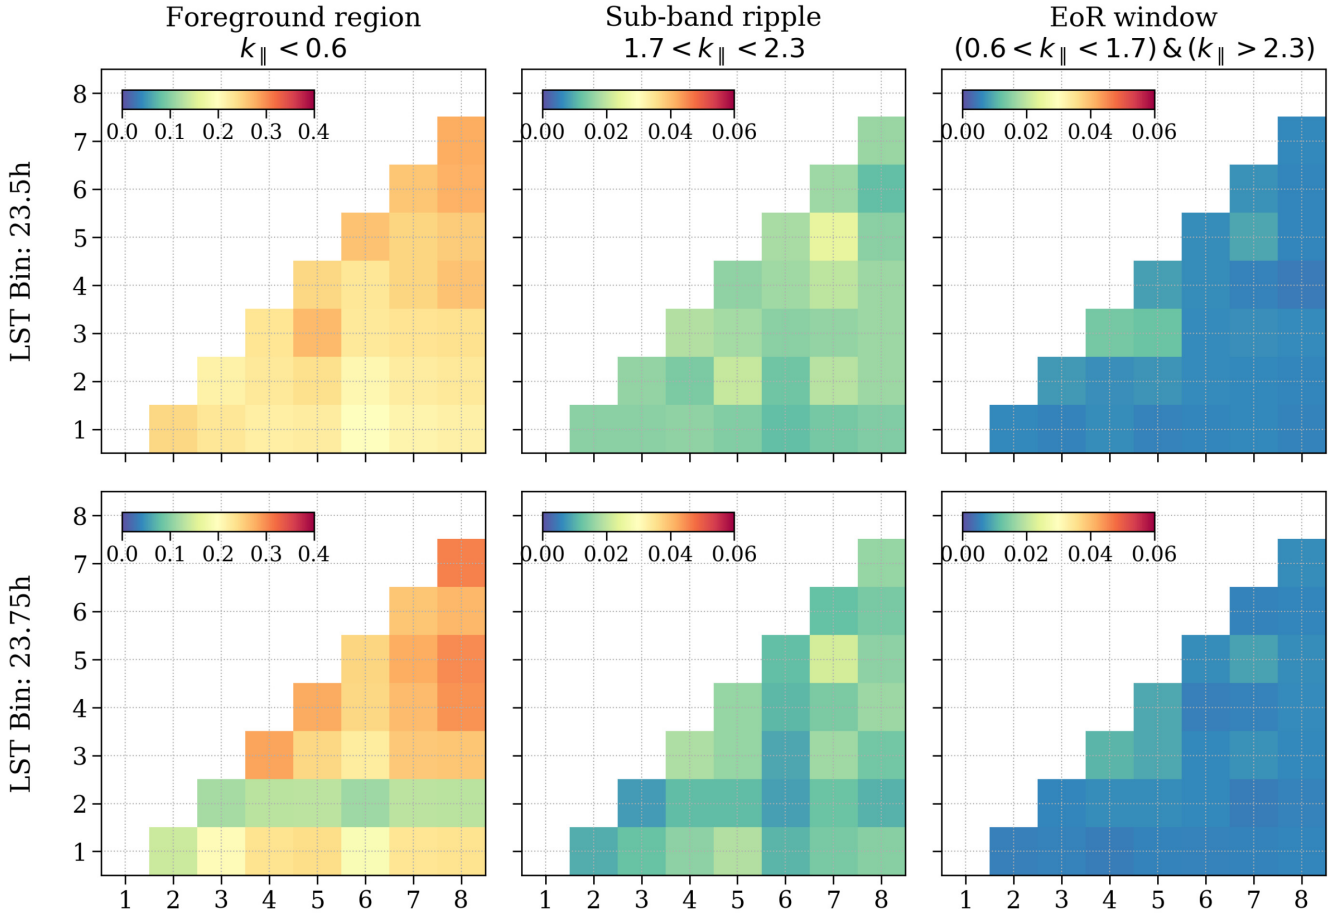 Foreground region
k∥ < 0.6
Sub-band ripple
1.7 < k∥ < 2.3
EoR window
(0.6 < k∥ < 1.7) & (k∥ > 2.3)
LST Bin: 23.5h
8
7
6
5
4
3
2
1
0.0 0.1 0.2 0.3 0.4
0.00 0.02 0.04 0.06
0.00 0.02 0.04 0.06
LST Bin: 23.75h
8
7
6
5
4
3
2
1
0.0 0.1 0.2 0.3 0.4
0.00 0.02 0.04 0.06
0.00 0.02 0.04 0.06
1 2 3 4 5 6 7 8
1 2 3 4 5 6 7 8
1 2 3 4 5 6 7 8